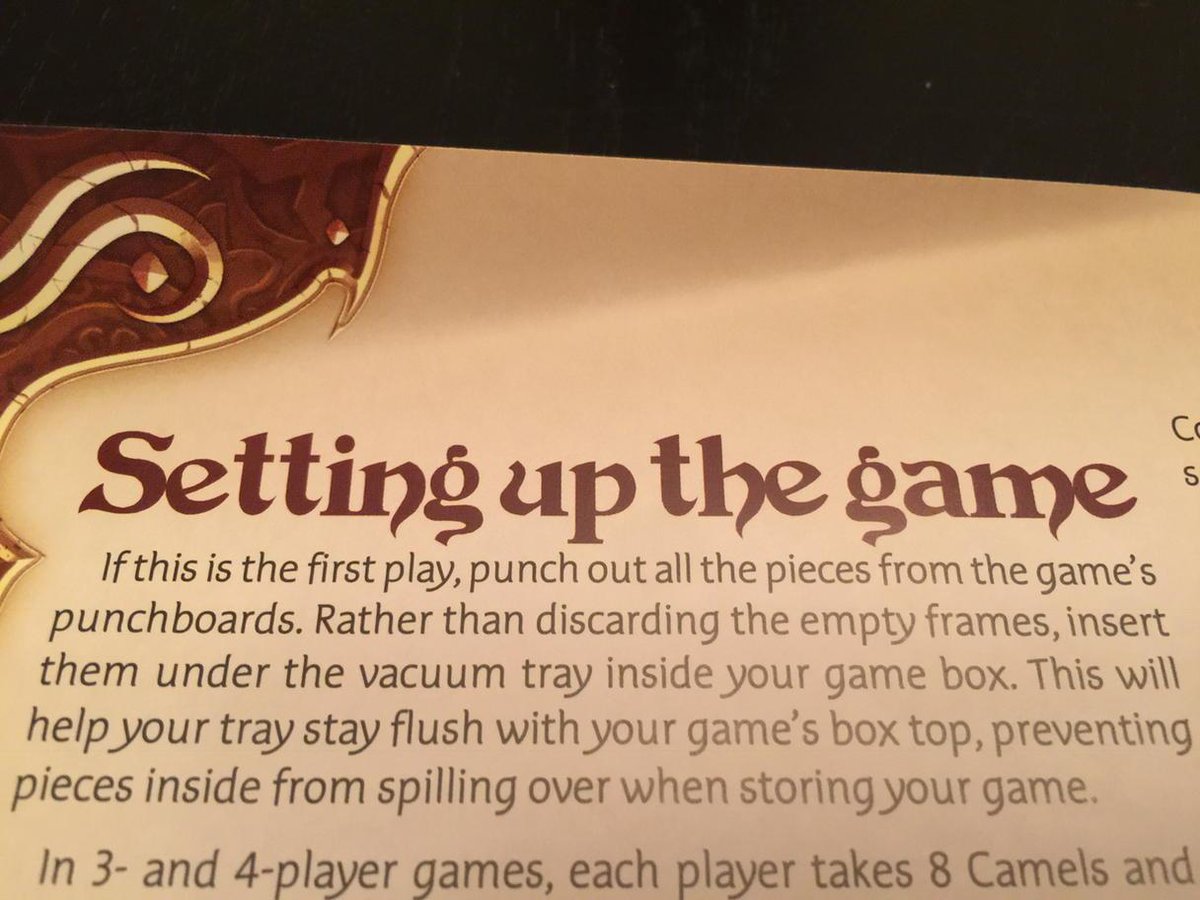 Setting up the game
If this is the first play, punch out all the pieces from the game's
punchboards. Rather than discarding the empty frames, insert
them under the vacuum tray inside your game box. This will
help your tray stay flush with your game's box top, preventing
pieces inside from spilling over when storing your game.
In 3- and 4-player games, each player takes 8 Camels and